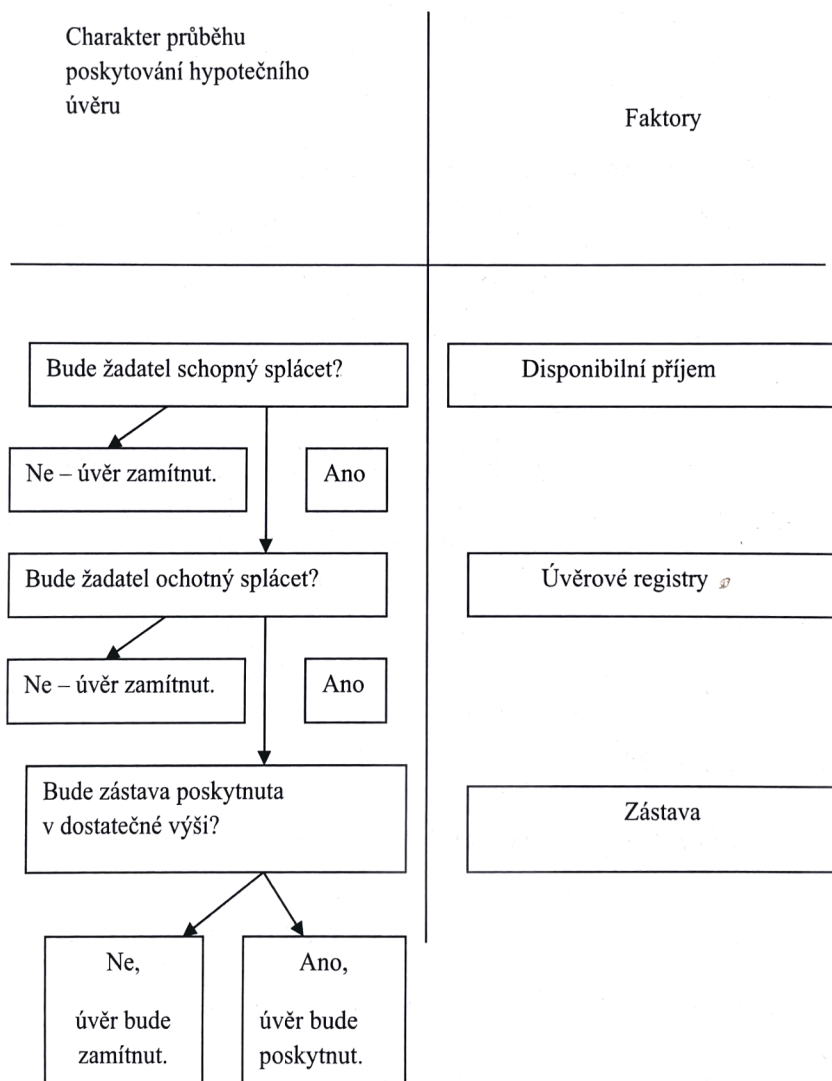 Charakter průběhu
poskytování hypotečního
úvěru
Faktory
Bude žadatel schopný splácet?
Disponibilní příjem
Ne – úvěr zamítnut.
Ano
Bude žadatel ochotný splácet?
Úvěrové registry
Ne – úvěr zamítnut.
Ano
Bude zástava poskytnuta
v dostatečné výši?
Zástava
Ne,
úvěr bude
zamítnut.
Ano,
úvěr bude
poskytnut.